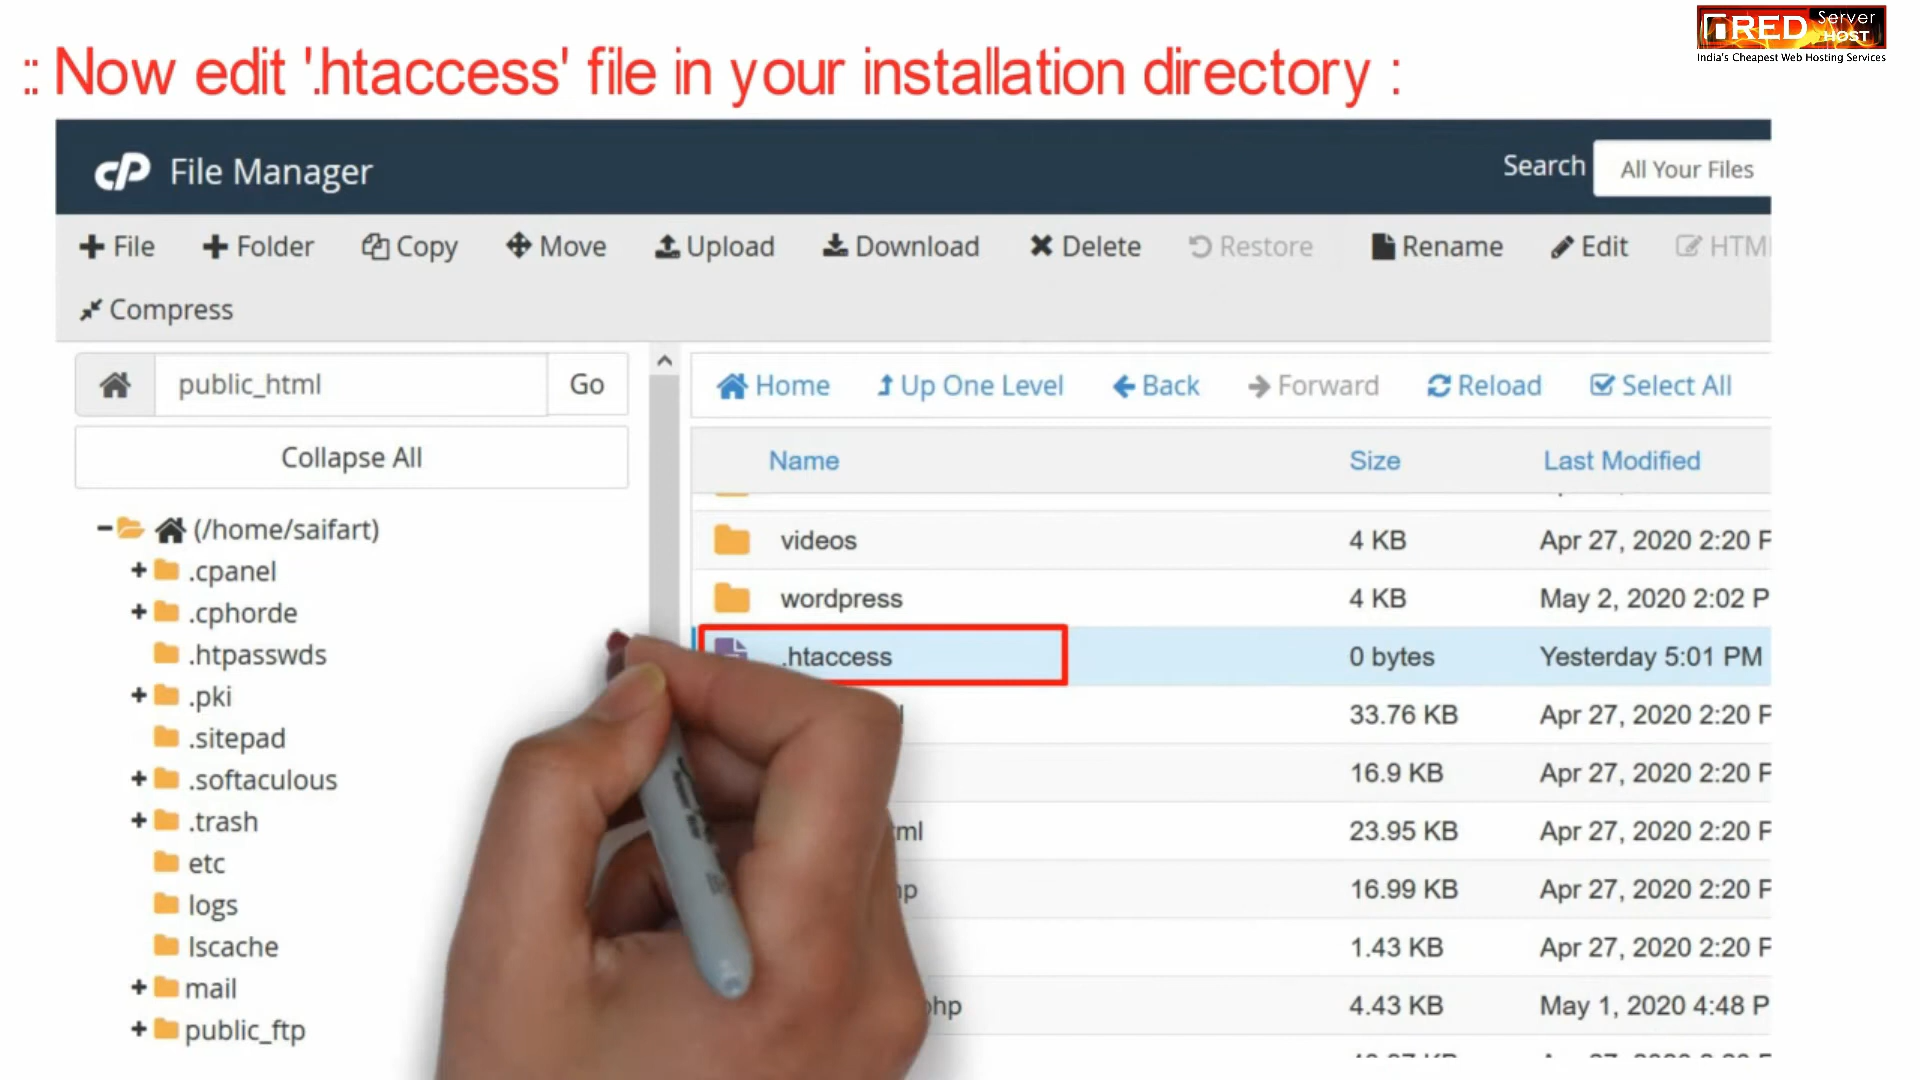 RED Server
HOST
India's Cheapest Web Hosting Services
:: Now edit '.htaccess' file in your installation directory :
cP File Manager
Search All Your Files
File Folder Copy Move Upload Download Delete Restore Rename Edit HTM
Compress
public_html Go
Home Up One Level Back Forward Reload Select All
Collapse All
Name Size Last Modified
(/home/saifart)
.cpanel
.cphorde
.htpasswds
.pki
.sitepad
.softaculous
.trash
etc
logs
lscache
mail
public_ftp
videos 4 KB Apr 27, 2020 2:20 P
wordpress 4 KB May 2, 2020 2:02 P
.htaccess 0 bytes Yesterday 5:01 PM
33.76 KB Apr 27, 2020 2:20 P
16.9 KB Apr 27, 2020 2:20 P
ml 23.95 KB Apr 27, 2020 2:20 P
hp 16.99 KB Apr 27, 2020 2:20 P
1.43 KB Apr 27, 2020 2:20 P
php 4.43 KB May 1, 2020 4:48 P